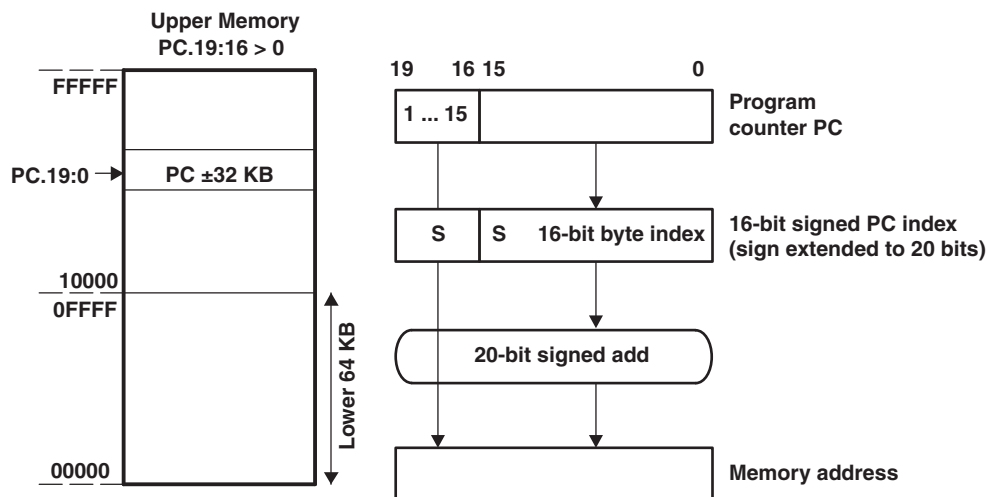 Upper Memory
PC.19:16 > 0
FFFFF
PC.19:0
PC ±32 KB
10000
0FFFF
Lower 64 KB
00000
19 16 15 0
1 ... 15
Program
counter PC
S S 16-bit byte index
16-bit signed PC index
(sign extended to 20 bits)
20-bit signed add
Memory address